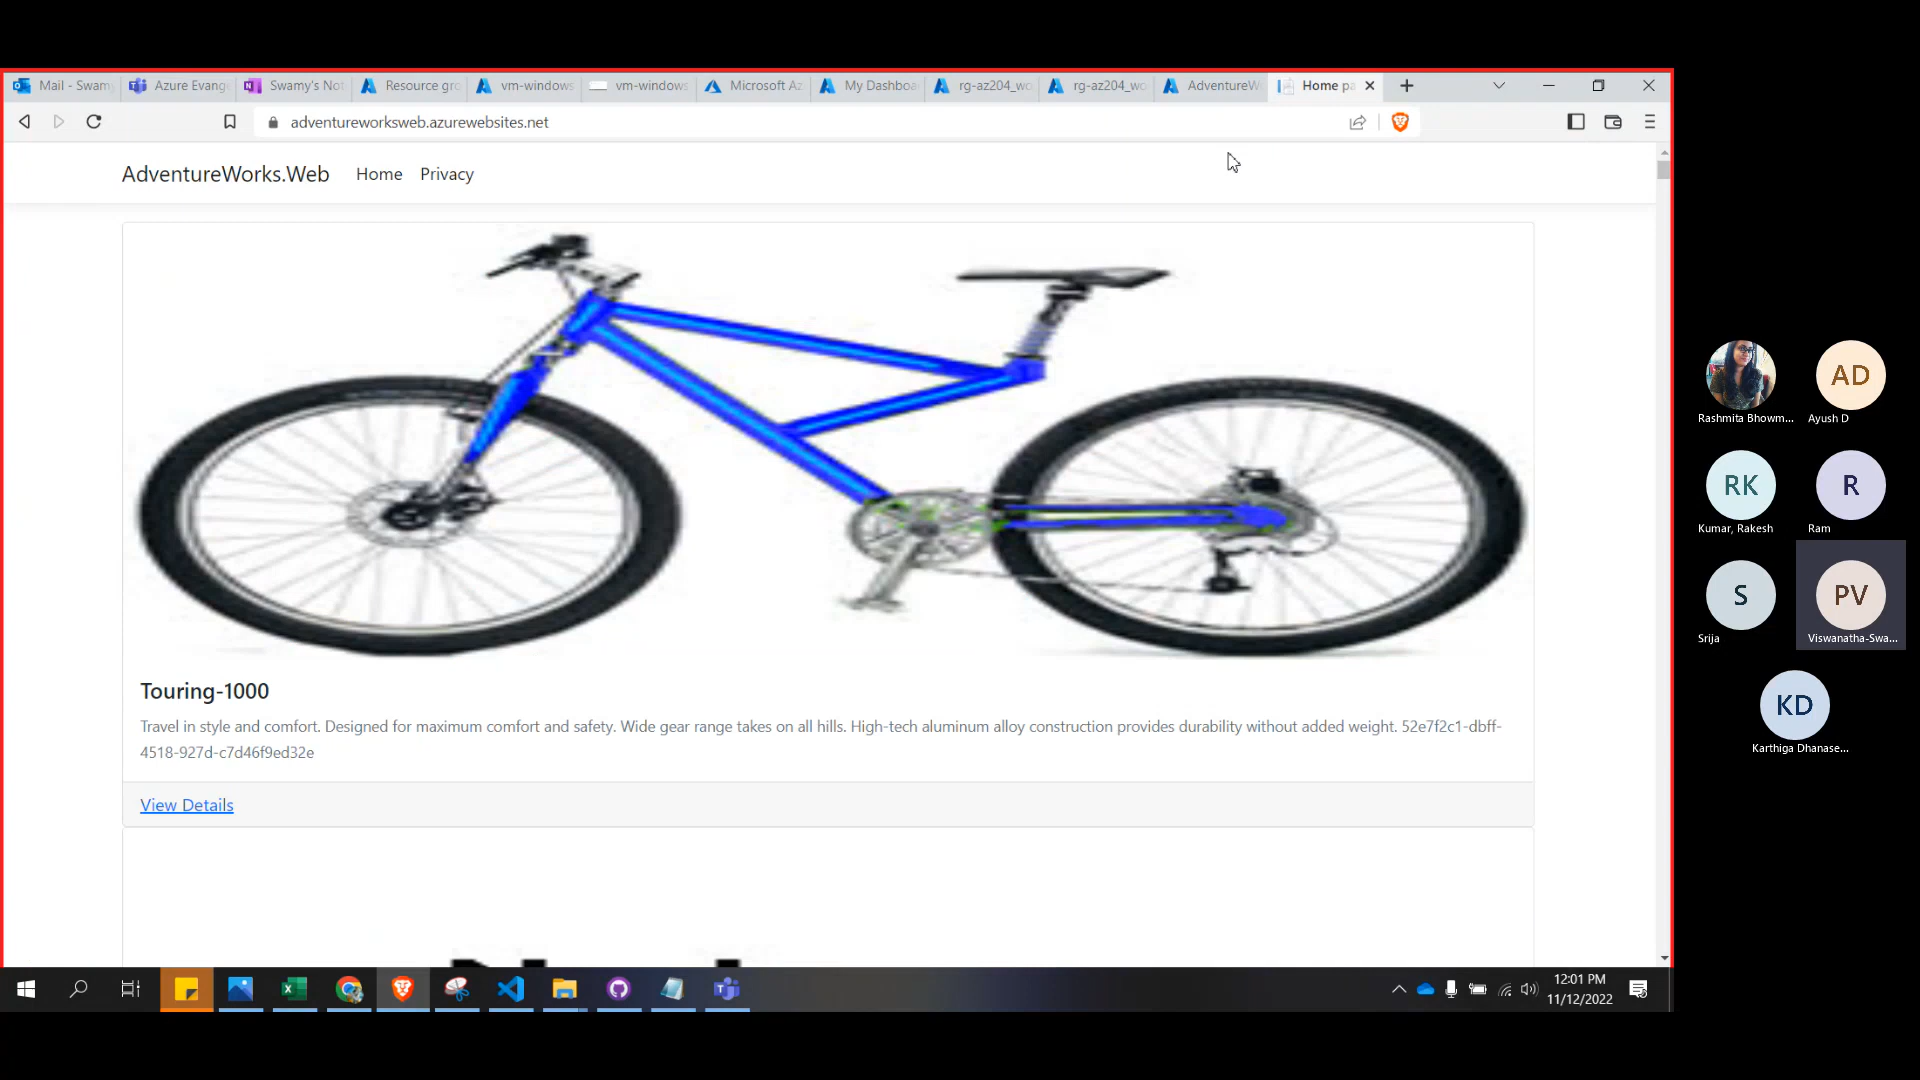 Mail - Swam
Azure Evang
Swamy's Not
Resource gro
vm-windows
vm-windows
Microsoft Az
My Dashboa
rg-az204_wo
rg-az204_wo
AdventureW
Home pa
adventureworksweb.azurewebsites.net
AdventureWorks.Web
Home
Privacy
Touring-1000
Travel in style and comfort. Designed for maximum comfort and safety. Wide gear range takes on all hills. High-tech aluminum alloy construction provides durability without added weight. 52e7f2c1-dbff-
4518-927d-c7d46f9ed32e
View Details
12:01 PM
11/12/2022
Rashmita Bhowm...
AD
Ayush D
RK
Kumar, Rakesh
R
Ram
S
Srija
PV
Viswanatha-Swa...
KD
Karthiga Dhanase...